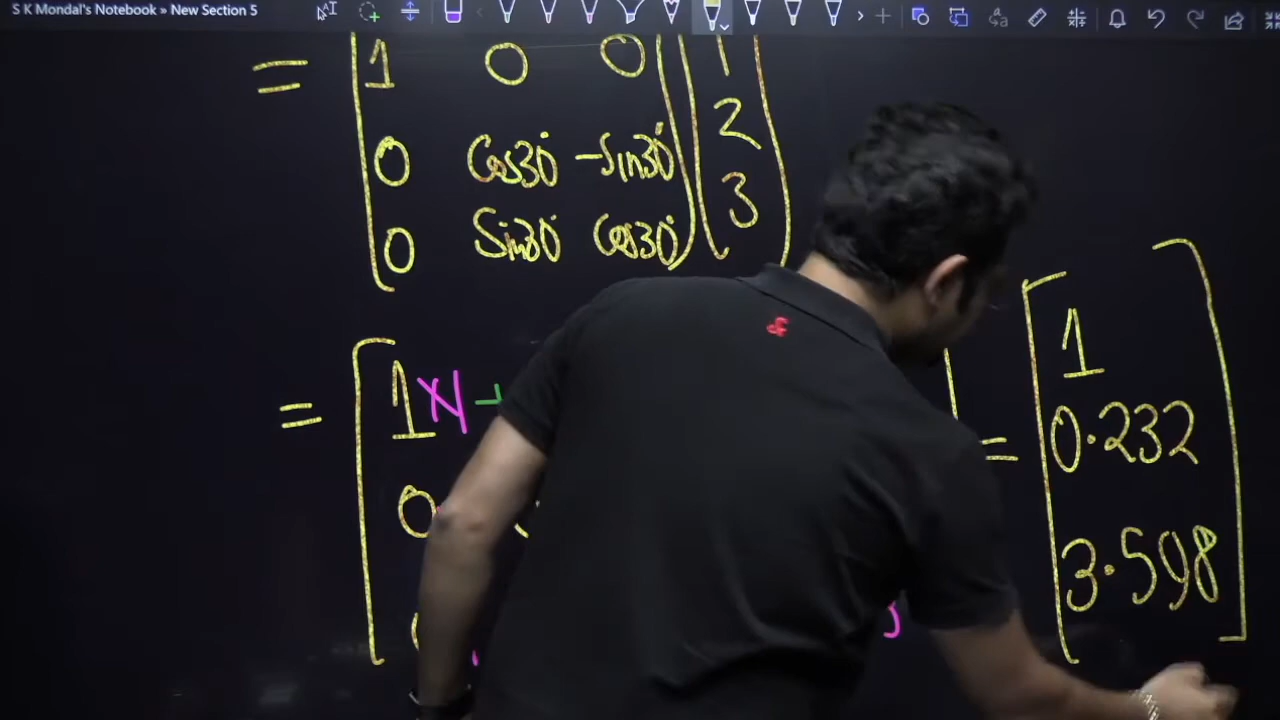 S K Mondal's Notebook » New Section 5
= 1 0 0 1
2
0 Cos30° -Sin30°
3
0 Sin30° Cos30°
1
= 1×1+
= 0.232
0
3.598